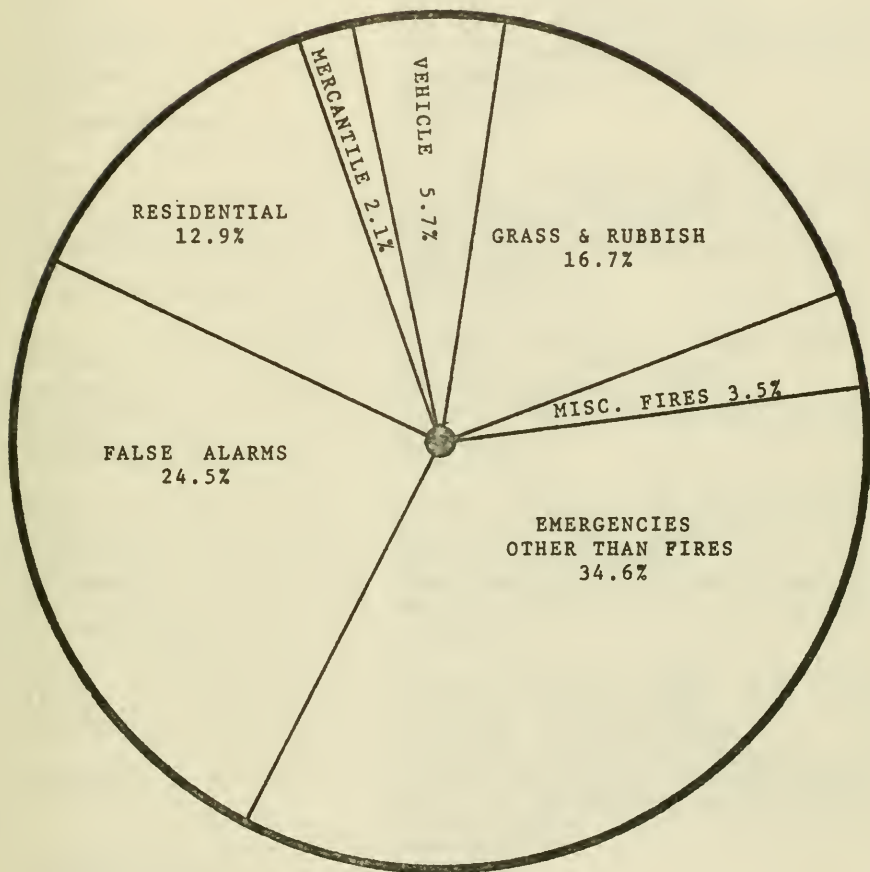 MERCANTILE 2.1%
VEHICLE 5.7%
RESIDENTIAL
12.9%
GRASS & RUBBISH
16.7%
MISC. FIRES 3.5%
FALSE ALARMS
24.5%
EMERGENCIES
OTHER THAN FIRES
34.6%